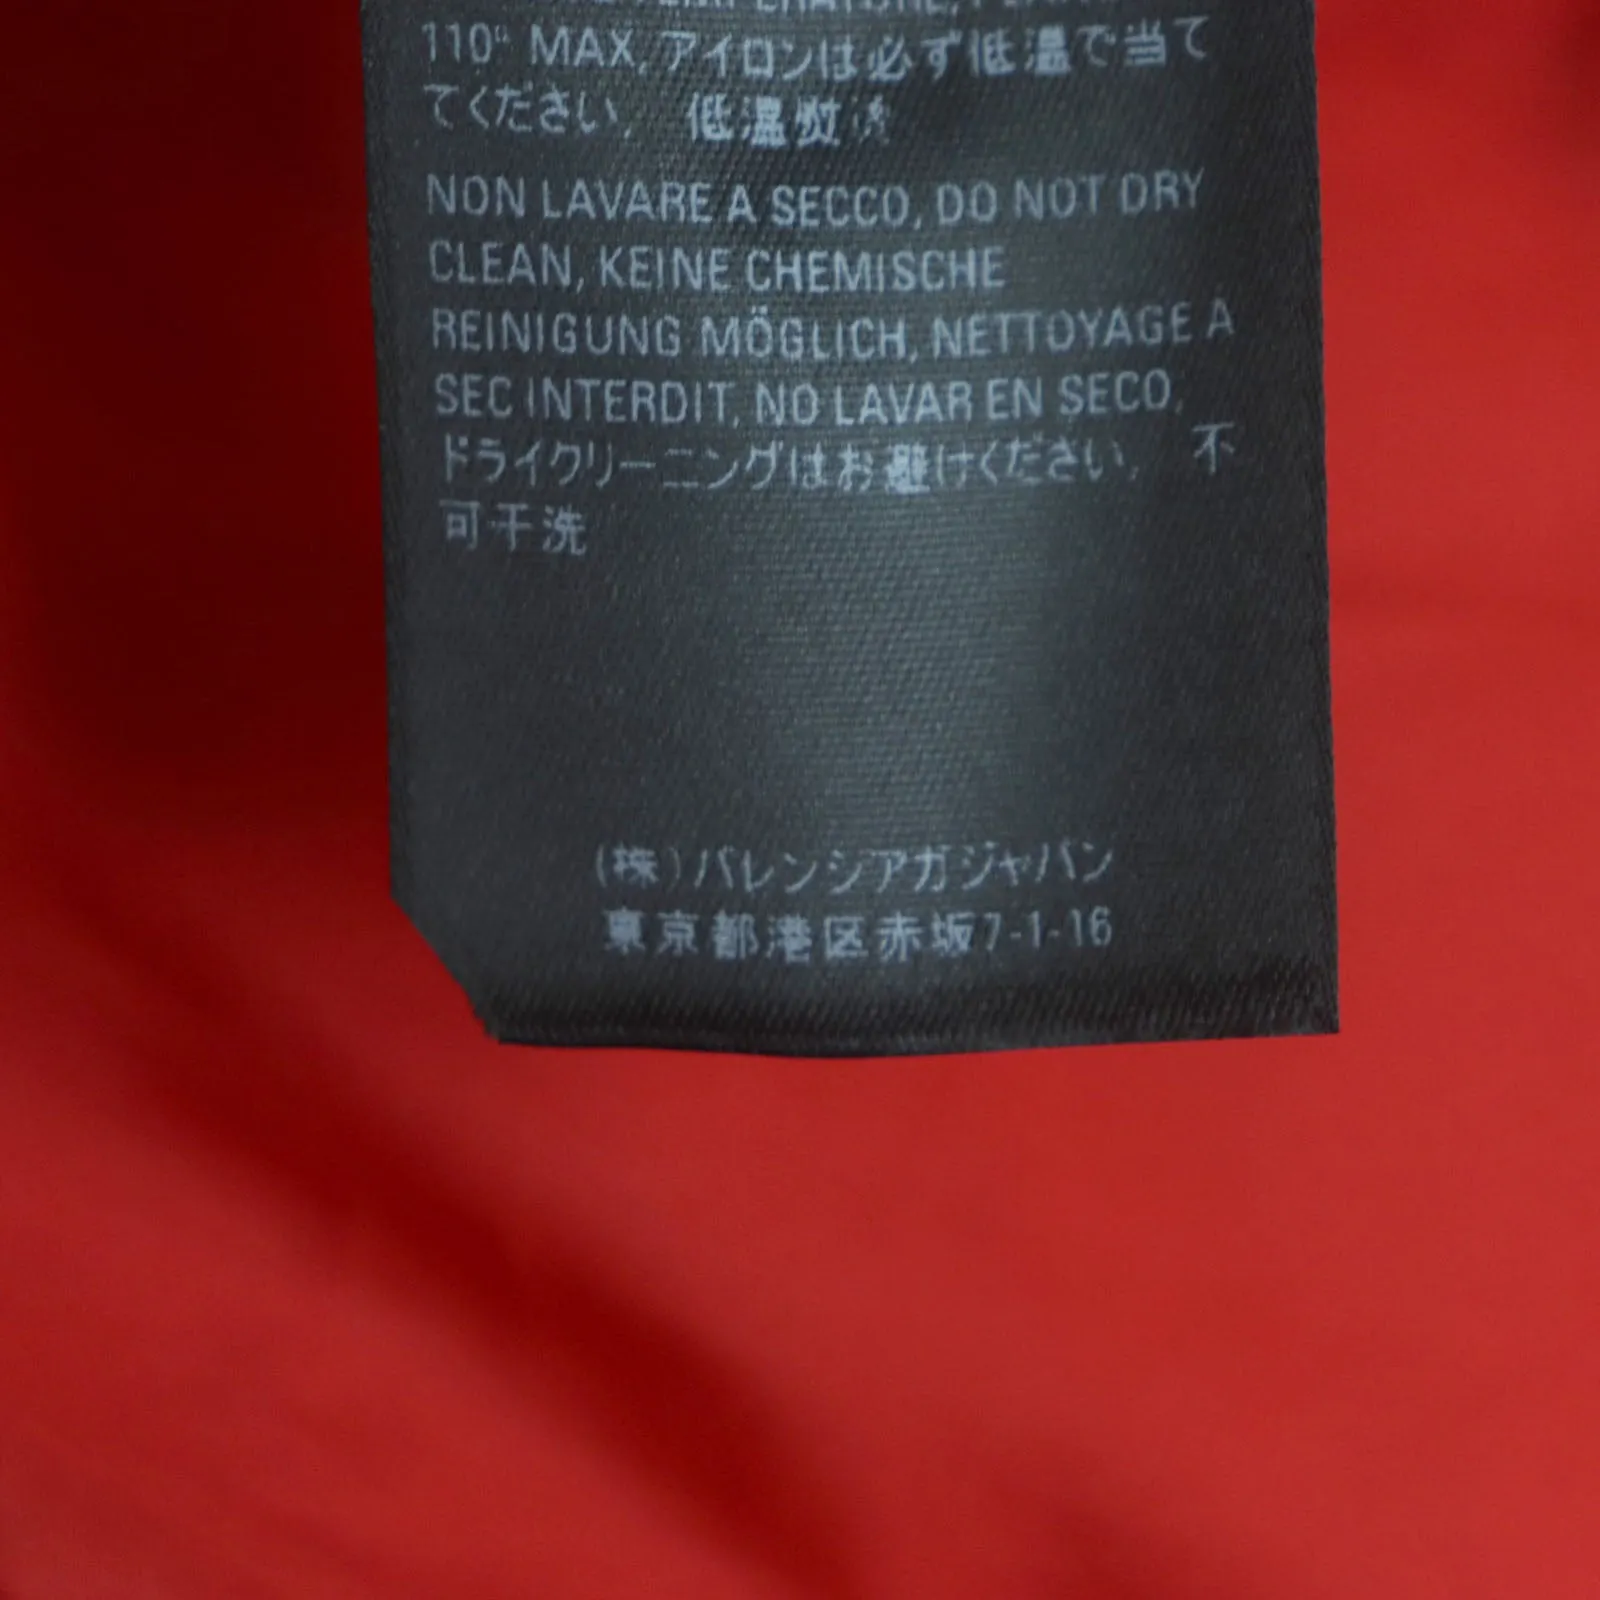 110° MAX, アイロンは必ず低温で当て
てください。 低温熨烫
NON LAVARE A SECCO, DO NOT DRY
CLEAN, KEINE CHEMISCHE
REINIGUNG MÖGLICH, NETTOYAGE A
SEC INTERDIT, NO LAVAR EN SECO,
ドライクリーニングはお避けください。 不
可干洗
(株)バレンシアガジャパン
東京都港区赤坂7-1-16